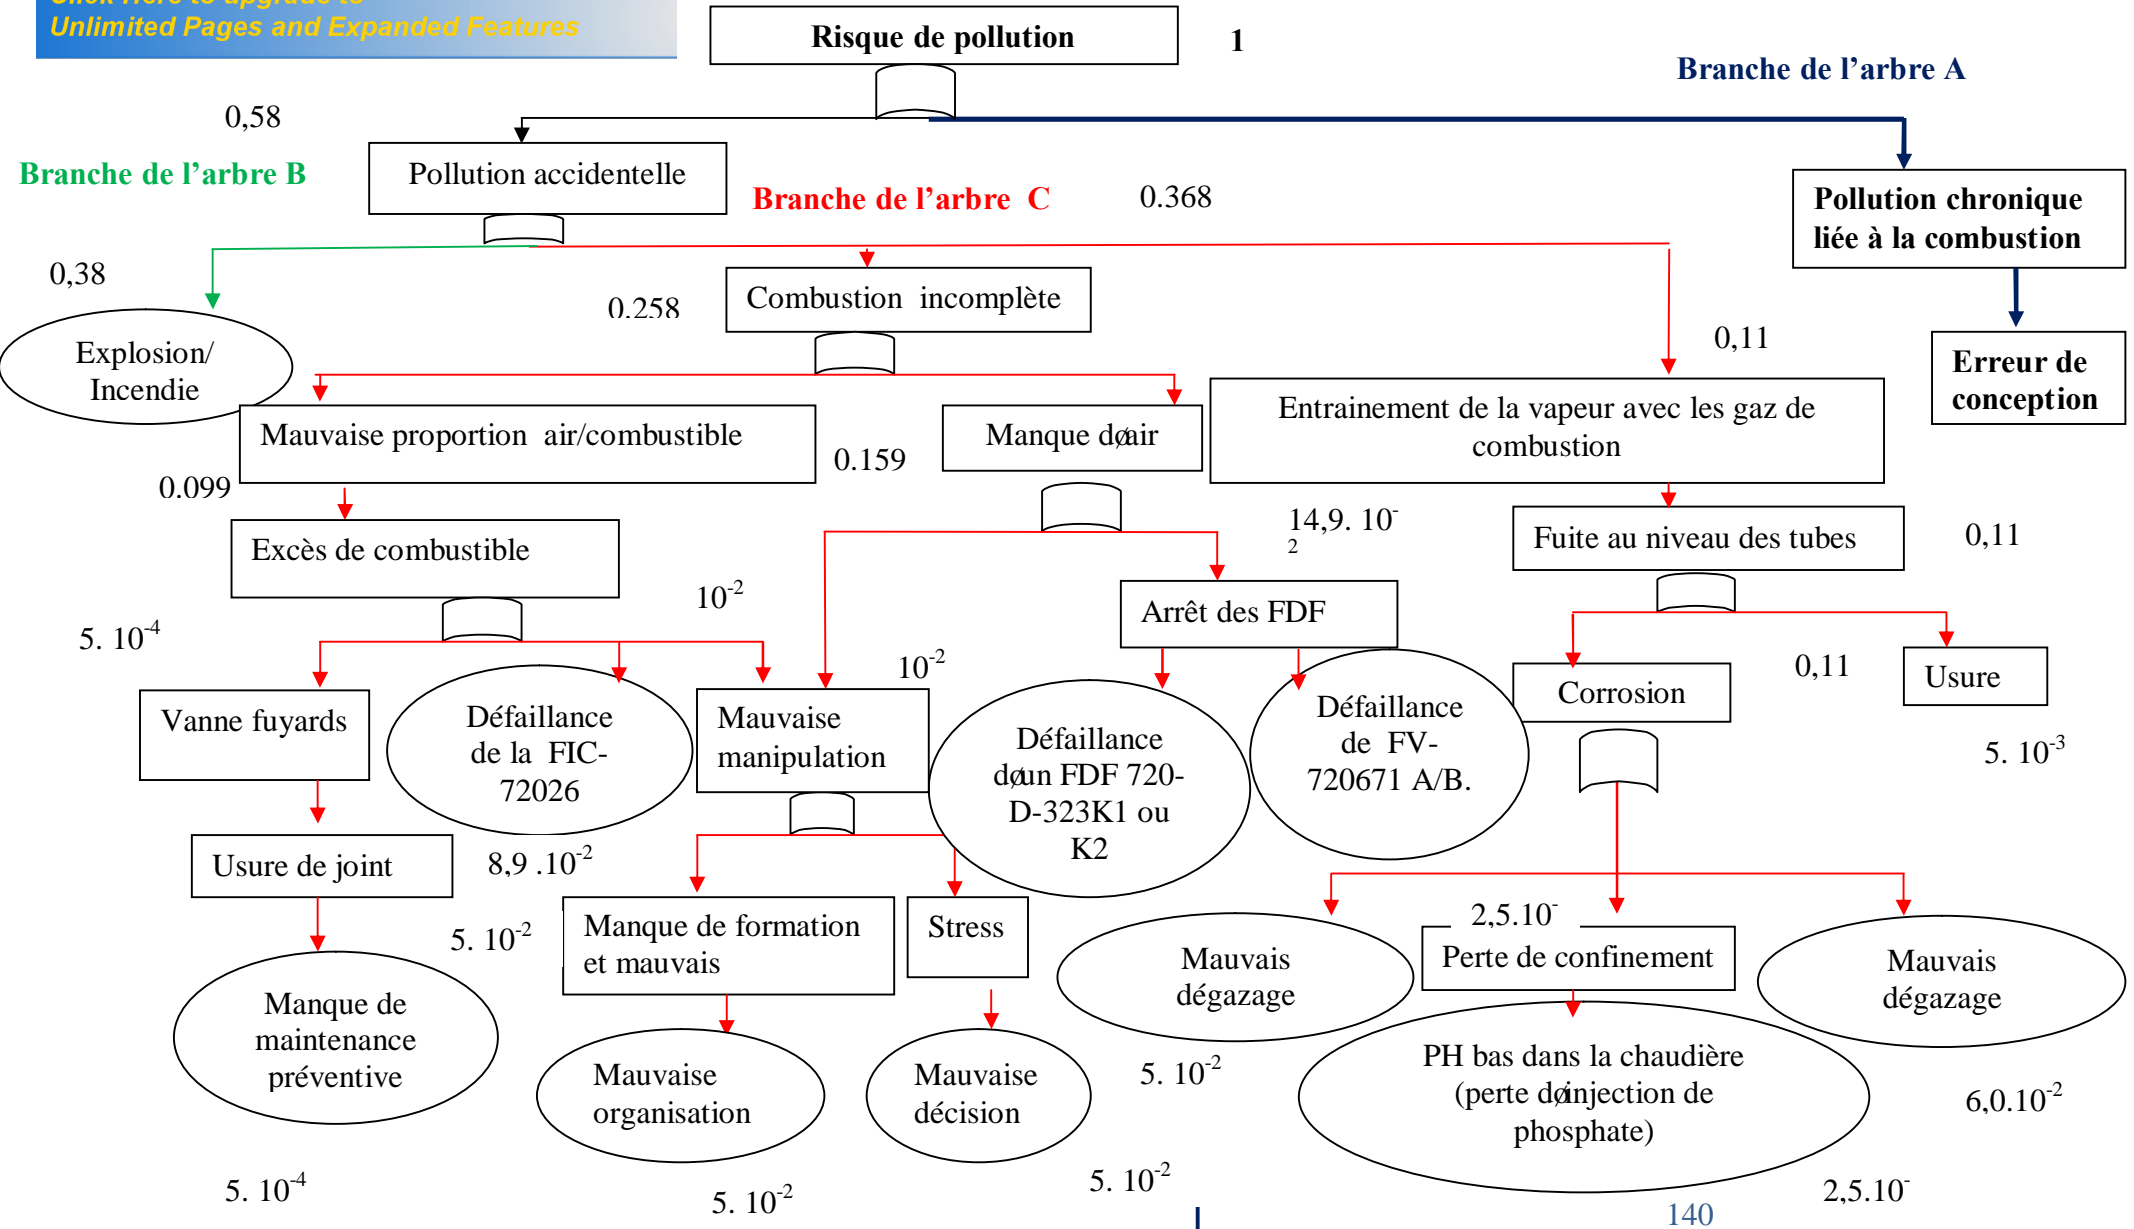 Click Here to upgrade to
Unlimited Pages and Expanded Features
Risque de pollution
1
Branche de l’arbre A
0,58
Branche de l’arbre B
Pollution accidentelle
Branche de l’arbre C
0.368
Pollution chronique
liée à la combustion
0,38
0.258
Combustion incomplète
0,11
Explosion/
Incendie
Erreur de
conception
Mauvaise proportion air/combustible
0.159
Manque døair
Entrainement de la vapeur avec les gaz de
combustion
0.099
Excès de combustible
14,9. 10-
2
Fuite au niveau des tubes
0,11
10-2
Arrêt des FDF
5. 10-4
10-2
0,11
Usure
Vanne fuyards
Défaillance
de la FIC-
72026
Mauvaise
manipulation
Défaillance
døun FDF 720-
D-323K1 ou
K2
Défaillance
de FV-
720671 A/B.
Corrosion
5. 10-3
Usure de joint
8,9 .10-2
5. 10-2
Manque de formation
et mauvais
Stress
Mauvais
dégazage
2,5.10-
Perte de confinement
Mauvais
dégazage
Manque de
maintenance
préventive
Mauvaise
organisation
Mauvaise
décision
5. 10-2
PH bas dans la chaudière
(perte døinjection de
phosphate)
6,0.10-2
5. 10-4
5. 10-2
5. 10-2
2,5.10-
140